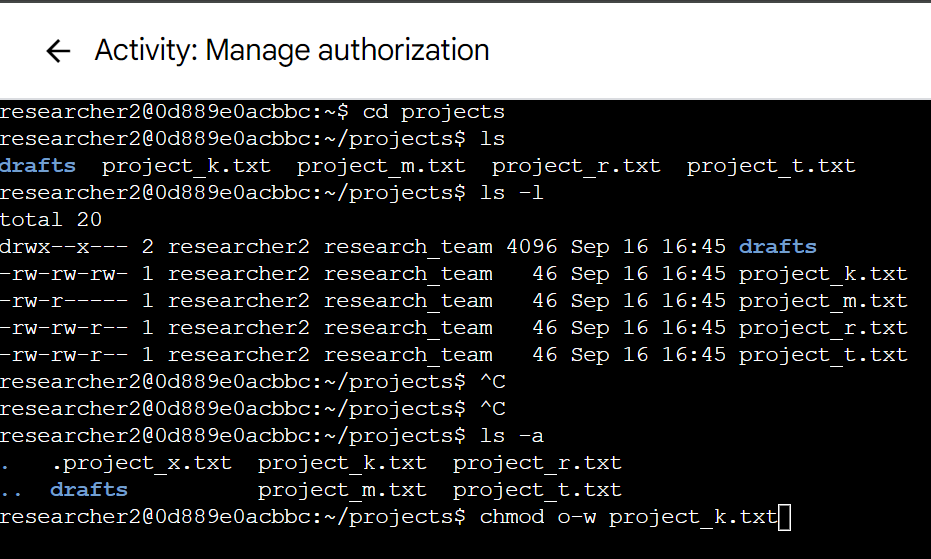 ← Activity: Manage authorization
researcher2@0d889e0acbbc:~$ cd projects
researcher2@0d889e0acbbc:~/projects$ ls
drafts  project_k.txt  project_m.txt  project_r.txt  project_t.txt
researcher2@0d889e0acbbc:~/projects$ ls -l
total 20
drwx--x--- 2 researcher2 research_team 4096 Sep 16 16:45 drafts
-rw-rw-rw- 1 researcher2 research_team   46 Sep 16 16:45 project_k.txt
-rw-r----- 1 researcher2 research_team   46 Sep 16 16:45 project_m.txt
-rw-rw-r-- 1 researcher2 research_team   46 Sep 16 16:45 project_r.txt
-rw-rw-r-- 1 researcher2 research_team   46 Sep 16 16:45 project_t.txt
researcher2@0d889e0acbbc:~/projects$ ^C
researcher2@0d889e0acbbc:~/projects$ ^C
researcher2@0d889e0acbbc:~/projects$ ls -a
.   .project_x.txt  project_k.txt  project_r.txt
..  drafts          project_m.txt  project_t.txt
researcher2@0d889e0acbbc:~/projects$ chmod o-w project_k.txt